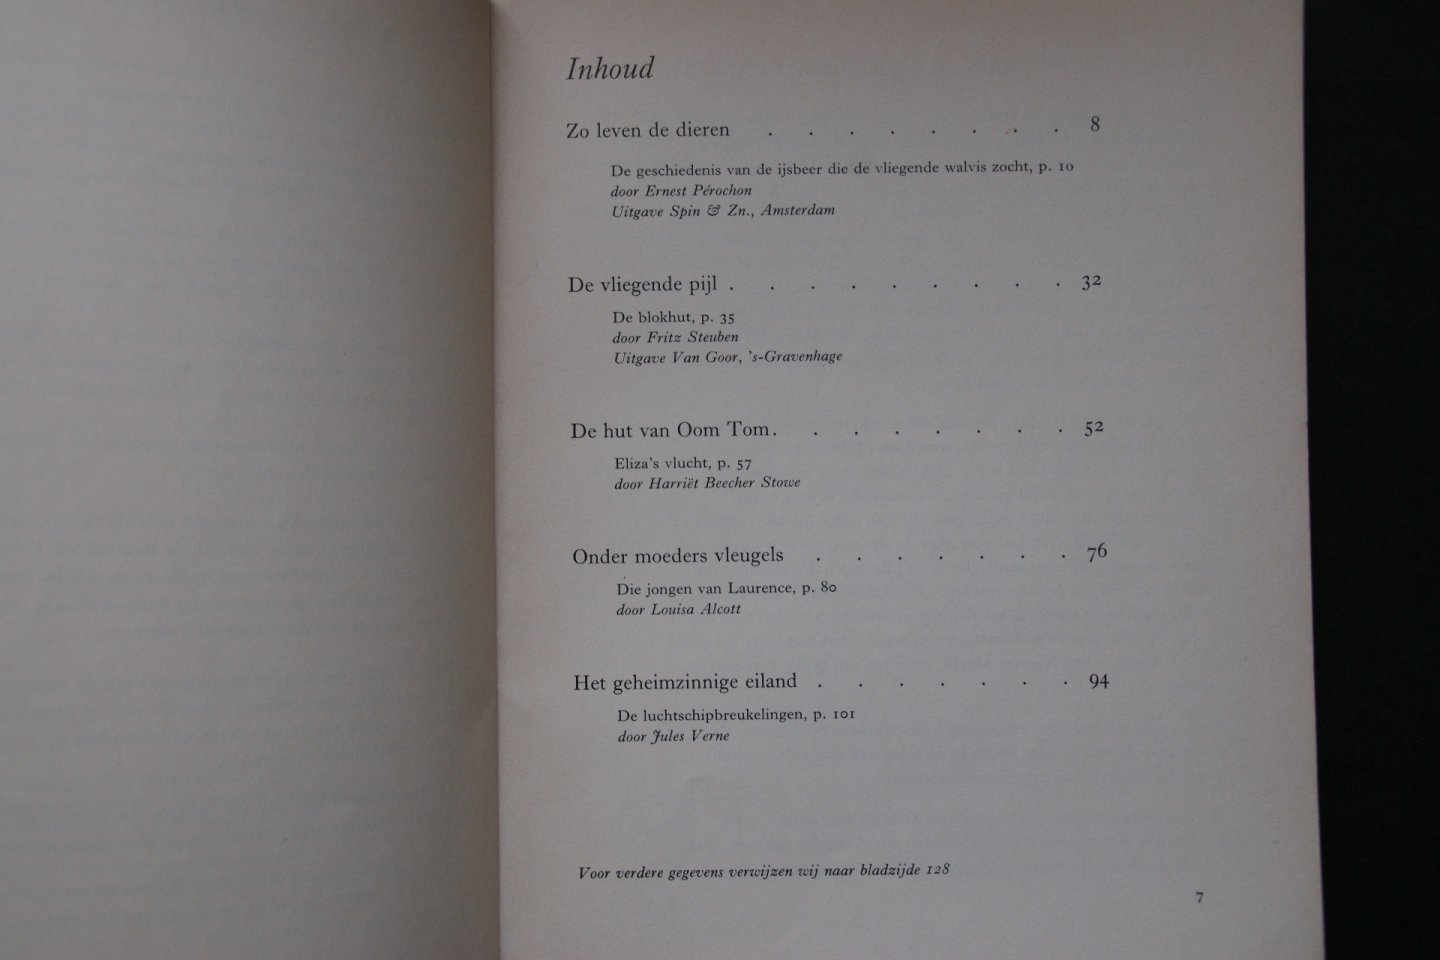 Inhoud
Zo leven de dieren . . . . . . . . 8
De geschiedenis van de ijsbeer die de vliegende walvis zocht, p. 10
door Ernest Pérochon
Uitgave Spin & Zn., Amsterdam
De vliegende pijl . . . . . . . . . 32
De blokhut, p. 35
door Fritz Steuben
Uitgave Van Goor, 's-Gravenhage
De hut van Oom Tom . . . . . . . . 52
Eliza's vlucht, p. 57
door Harriët Beecher Stowe
Onder moeders vleugels . . . . . . . 76
Die jongen van Laurence, p. 80
door Louisa Alcott
Het geheimzinnige eiland . . . . . . . 94
De luchtschipbreukelingen, p. 101
door Jules Verne
Voor verdere gegevens verwijzen wij naar bladzijde 128
7